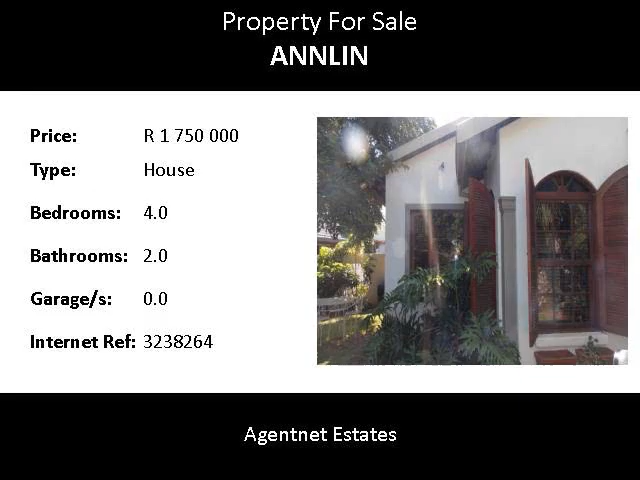 Property For Sale
ANNLIN
Price: R 1 750 000
Type: House
Bedrooms: 4.0
Bathrooms: 2.0
Garage/s: 0.0
Internet Ref: 3238264
Agentnet Estates